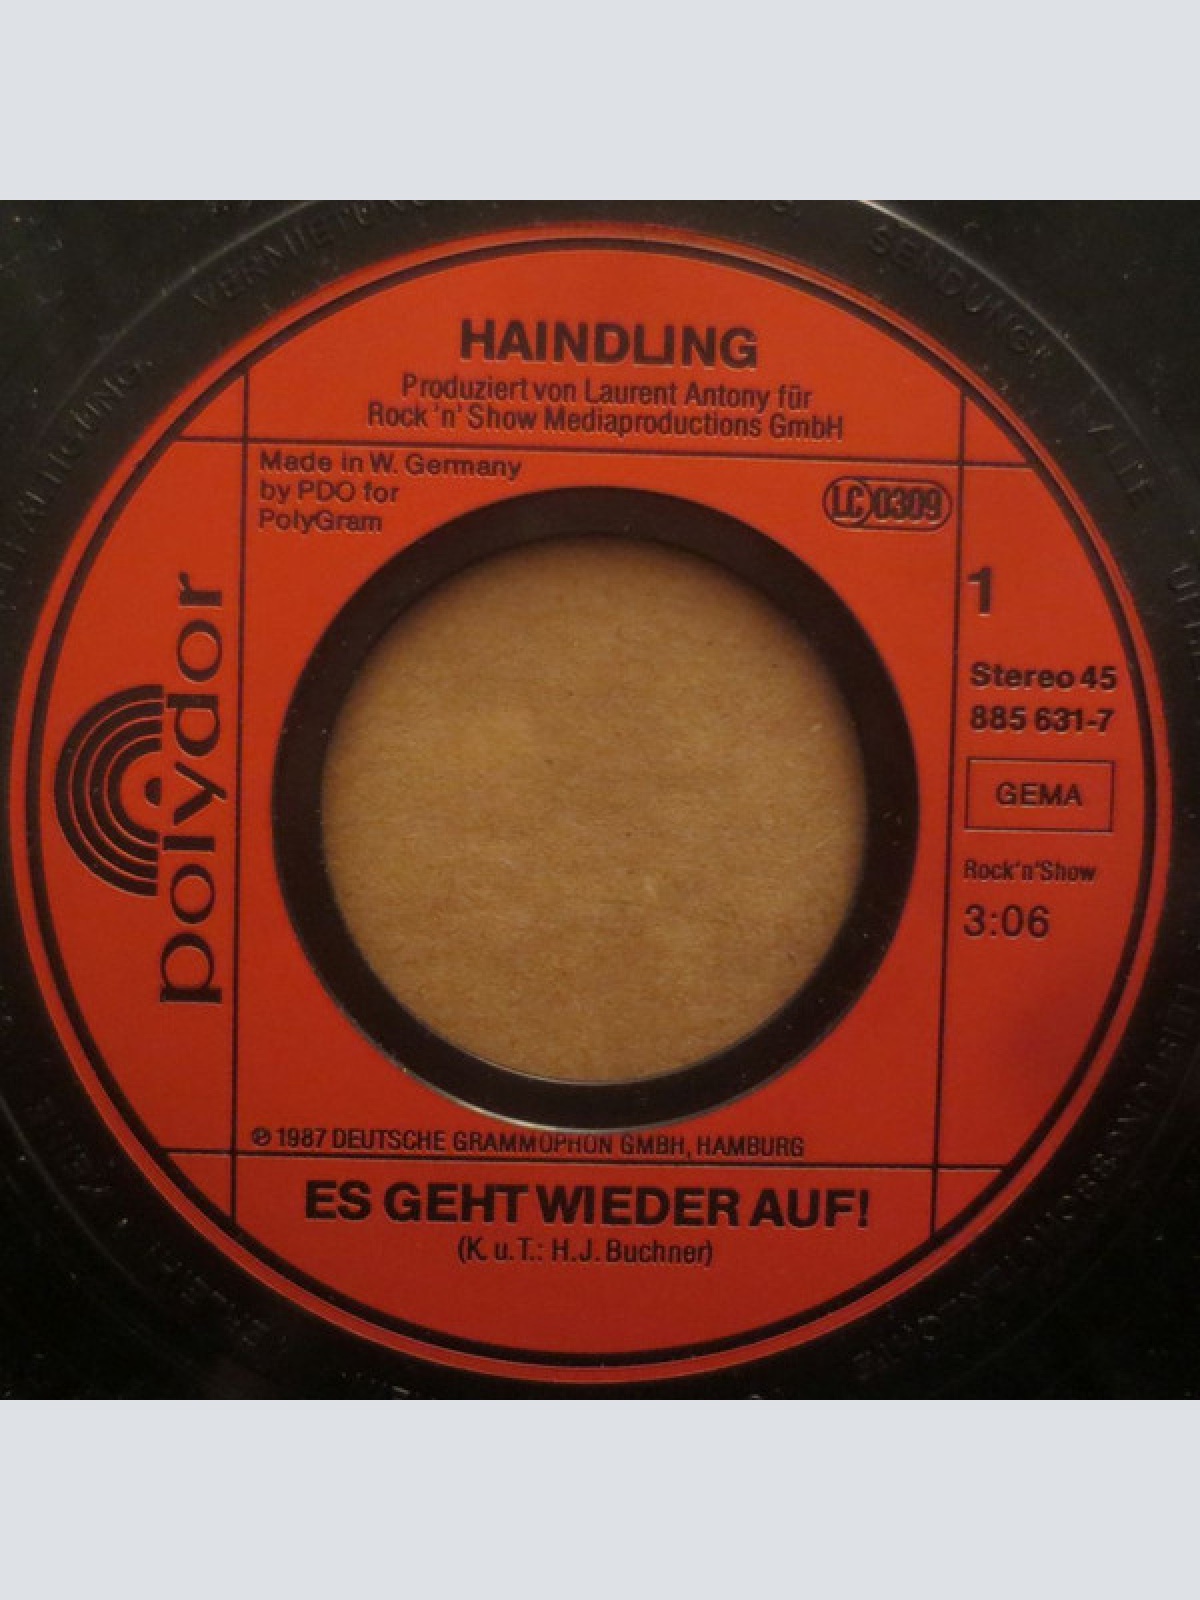 HAINDLING
Produziert von Laurent Antony für
Rock 'n' Show Mediaproductions GmbH
Made in W. Germany
by PDO for
PolyGram
LC 0309
polydor
1
Stereo 45
885 631-7
GEMA
Rock'n'Show
3:06
℗ 1987 DEUTSCHE GRAMMOPHON GMBH, HAMBURG
ES GEHT WIEDER AUF!
(K. u. T.: H.J. Buchner)
SENDUNG!